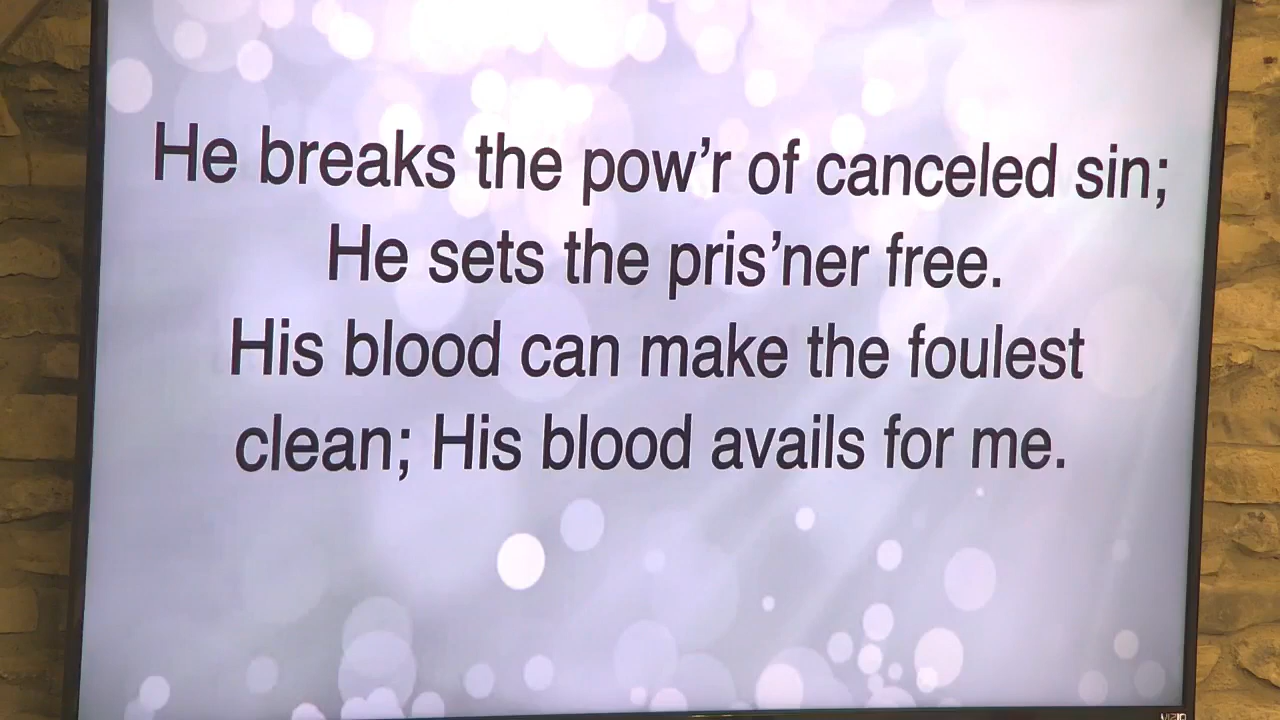 He breaks the pow’r of canceled sin;
He sets the pris’ner free.
His blood can make the foulest
clean; His blood avails for me.
VIZIO